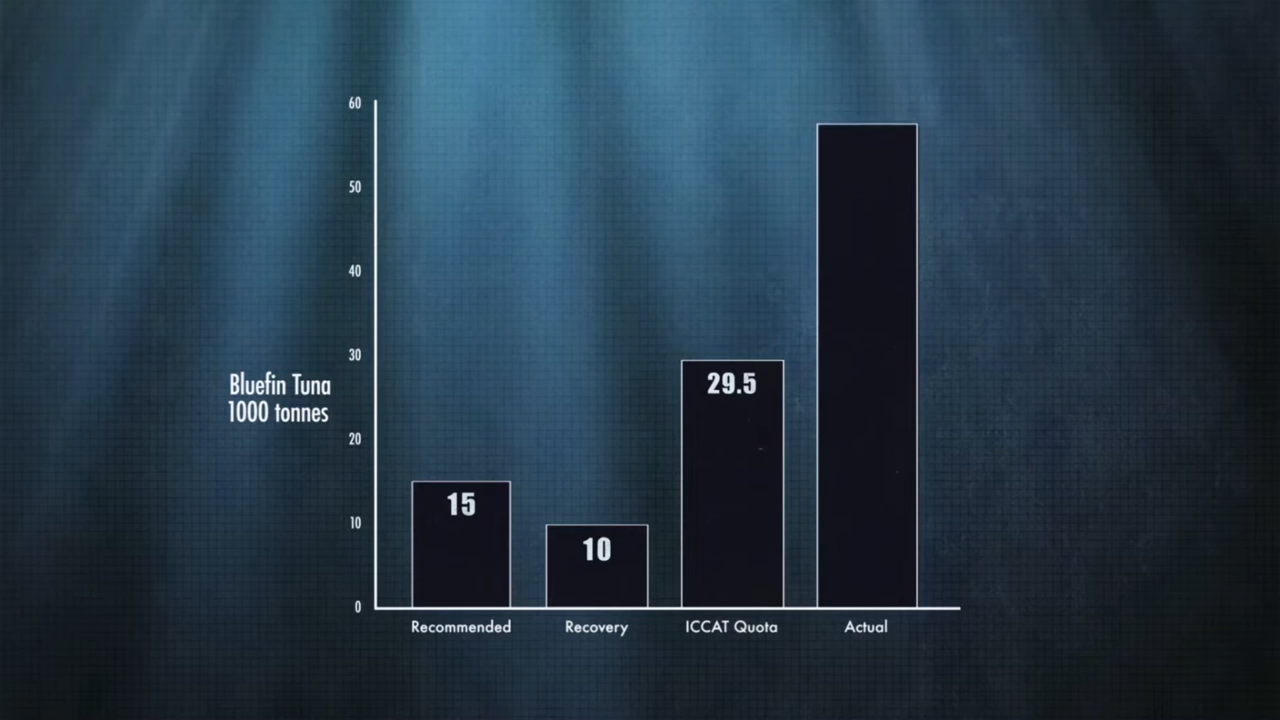 60
50
40
30
20
10
0
Bluefin Tuna
1000 tonnes
15
10
29.5
Recommended
Recovery
ICCAT Quota
Actual